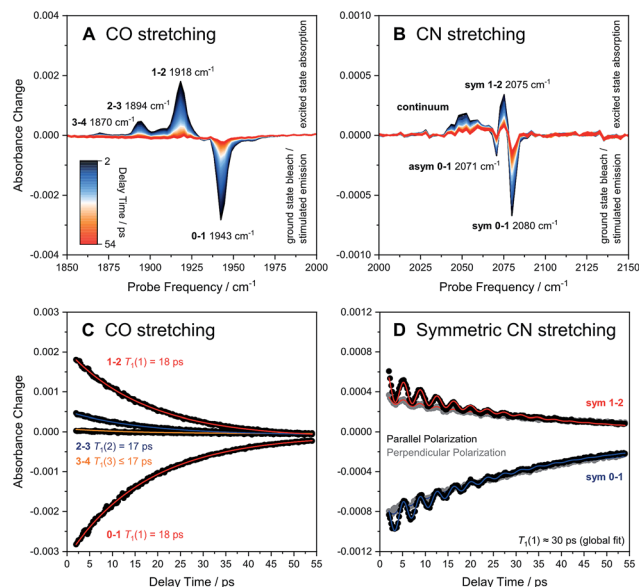 A CO stretching
0.004
0.002
0.000
-0.002
-0.004
1850
1900
1950
2000
Absorbance Change
Probe Frequency / cm⁻¹
1-2 1918 cm⁻¹
2-3 1894 cm⁻¹
3-4 1870 cm⁻¹
0-1 1943 cm⁻¹
2
54
Delay Time / ps
excited state absorption
ground state bleach /
stimulated emission
B CN stretching
0.0010
0.0005
0.0000
-0.0005
-0.0010
2000
2050
2100
2150
Probe Frequency / cm⁻¹
sym 1-2 2075 cm⁻¹
continuum
asym 0-1 2071 cm⁻¹
sym 0-1 2080 cm⁻¹
excited state absorption
ground state bleach /
stimulated emission
C CO stretching
0.003
0.002
0.001
0.000
-0.001
-0.002
-0.003
0 5 10 15 20 25 30 35 40 45 50 55
Absorbance Change
Delay Time / ps
1-2 T₁(1) = 18 ps
2-3 T₁(2) = 17 ps
3-4 T₁(3) ≤ 17 ps
0-1 T₁(1) = 18 ps
D Symmetric CN stretching
0.0012
0.0008
0.0004
0.0000
-0.0004
-0.0008
-0.0012
0 5 10 15 20 25 30 35 40 45 50 55
Delay Time / ps
sym 1-2
Parallel Polarization
Perpendicular Polarization
sym 0-1
T₁(1) ≈ 30 ps (global fit)